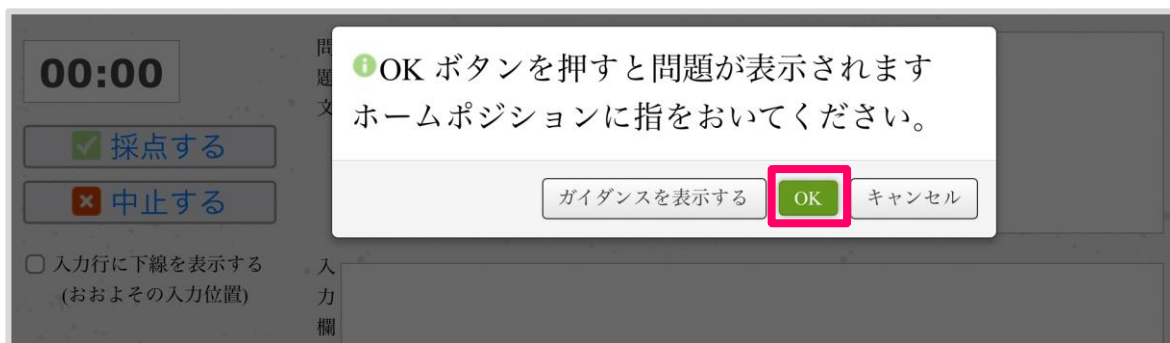 00:00
採点する
中止する
入力行に下線を表示する
(おおよその入力位置)
問
題
文
OK ボタンを押すと問題が表示されます
ホームポジションに指をおいてください。
ガイダンスを表示する
OK
キャンセル
入
力
欄